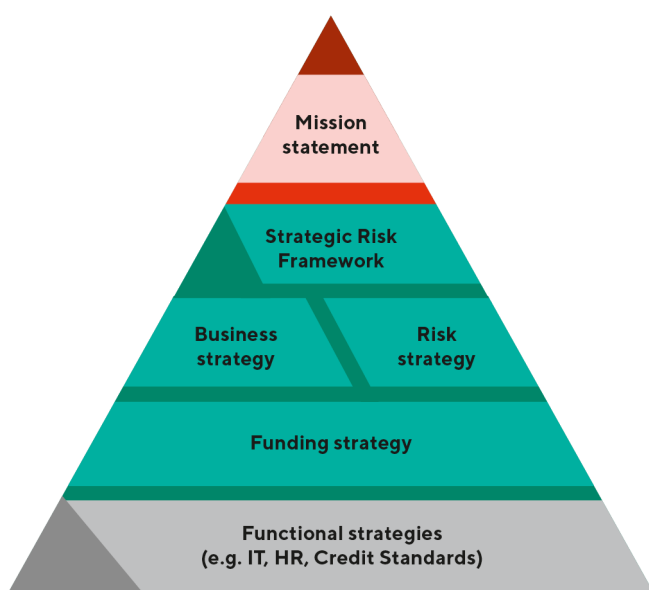 Mission
statement
Strategic Risk
Framework
Business
strategy
Risk
strategy
Funding strategy
Functional strategies
(e.g. IT, HR, Credit Standards)